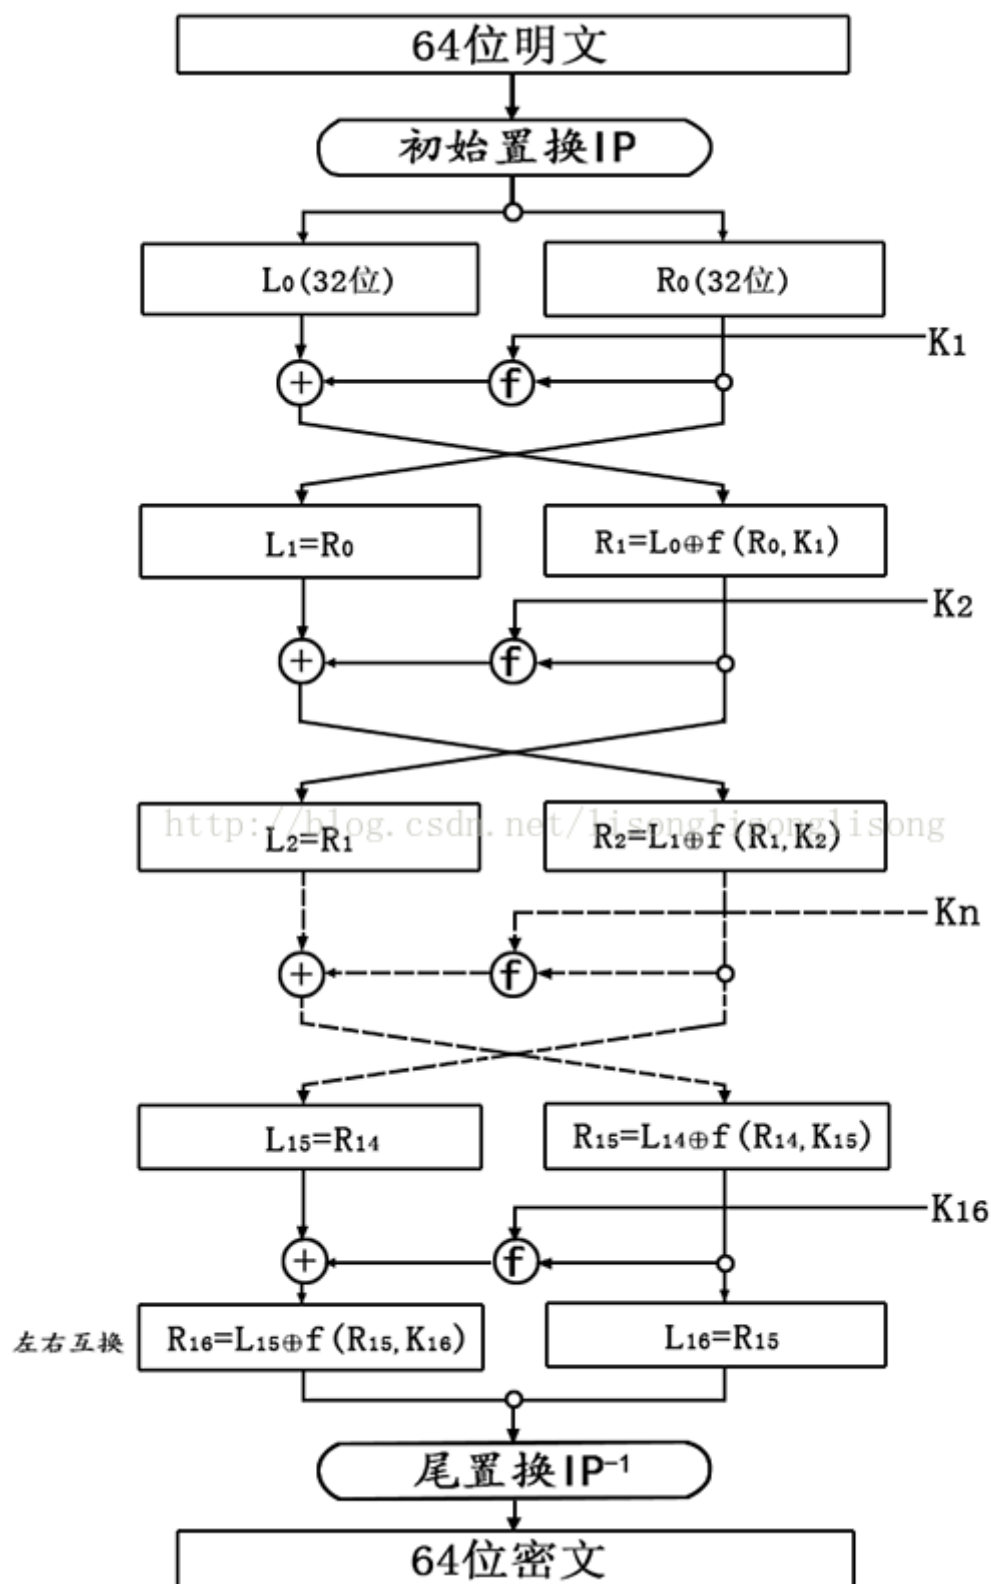 64位明文
初始置换IP
L0(32位)
R0(32位)
K1
f
L1=R0
R1=L0⊕f(R0,K1)
K2
f
http://blog.csdn.net/lisonglisonglisong
L2=R1
R2=L1⊕f(R1,K2)
Kn
f
L15=R14
R15=L14⊕f(R14,K15)
K16
f
左右互换
R16=L15⊕f(R15,K16)
L16=R15
尾置换IP⁻¹
64位密文